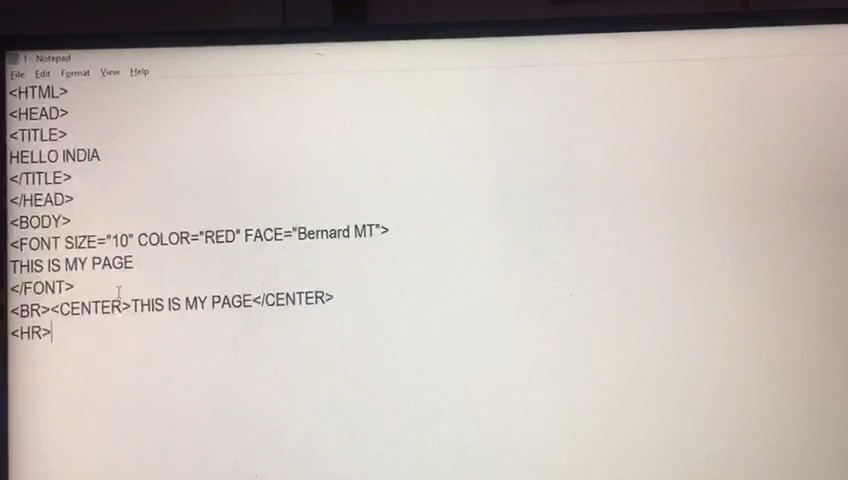 1 - Notepad
File Edit Format View Help
<HTML>
<HEAD>
<TITLE>
HELLO INDIA
</TITLE>
</HEAD>
<BODY>
<FONT SIZE="10" COLOR="RED" FACE="Bernard MT">
THIS IS MY PAGE
</FONT>
<BR><CENTER>THIS IS MY PAGE</CENTER>
<HR>